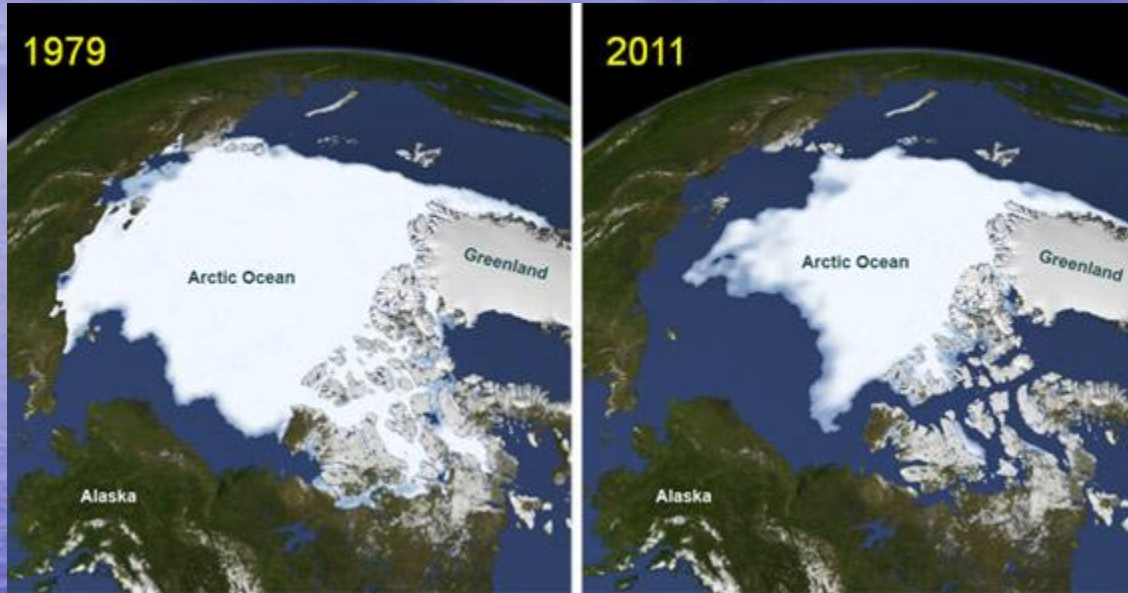 1979
Arctic Ocean
Greenland
Alaska
2011
Arctic Ocean
Greenland
Alaska